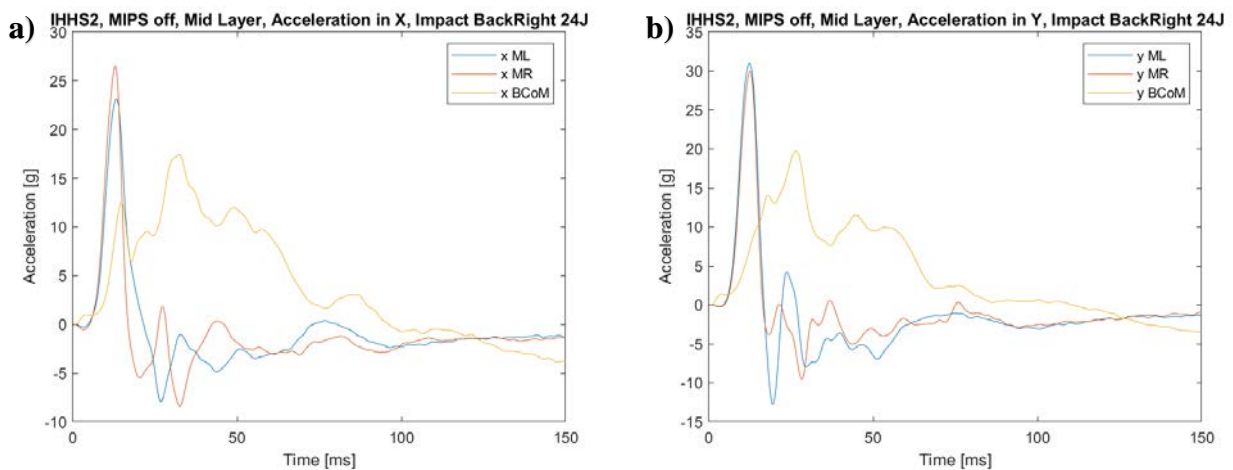 a)
IHHS2, MIPS off, Mid Layer, Acceleration in X, Impact BackRight 24J
30
25
20
15
10
5
0
-5
-10
Acceleration [g]
0
50
100
150
Time [ms]
x ML
x MR
x BCoM
b)
IHHS2, MIPS off, Mid Layer, Acceleration in Y, Impact BackRight 24J
35
30
25
20
15
10
5
0
-5
-10
-15
Acceleration [g]
0
50
100
150
Time [ms]
y ML
y MR
y BCoM